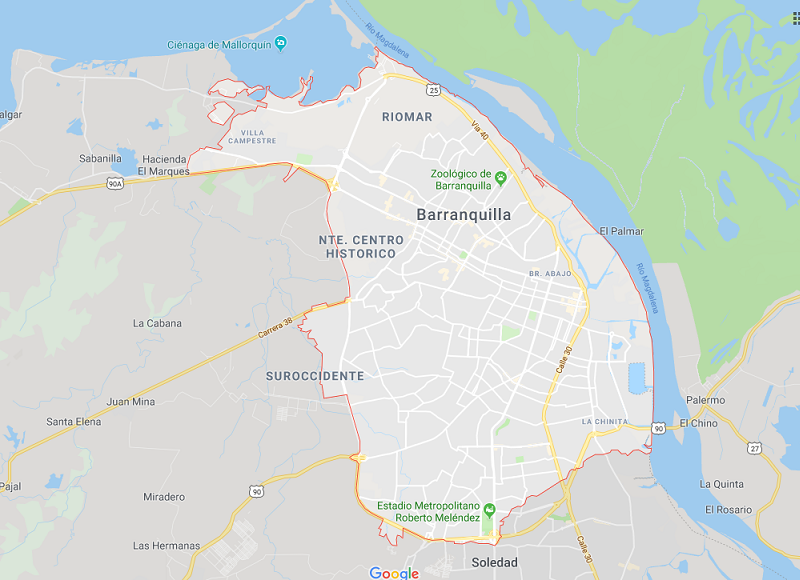 Río Magdalena
Ciénaga de Mallorquín
25
algar
RIOMAR
Vía 40
VILLA
CAMPESTRE
Sabanilla
Hacienda
El Marques
90A
Zoológico de
Barranquilla
Barranquilla
El Palmar
NTE. CENTRO
HISTORICO
BR. ABAJO
Río Magdalena
La Cabana
Carrera 38
Calle 30
SUROCCIDENTE
Juan Mina
Palermo
Santa Elena
LA CHINITA
El Chino
90
27
Pajal
Miradero
90
La Quinta
Estadio Metropolitano
Roberto Meléndez
El Rosario
Las Hermanas
Calle 30
Soledad
Google